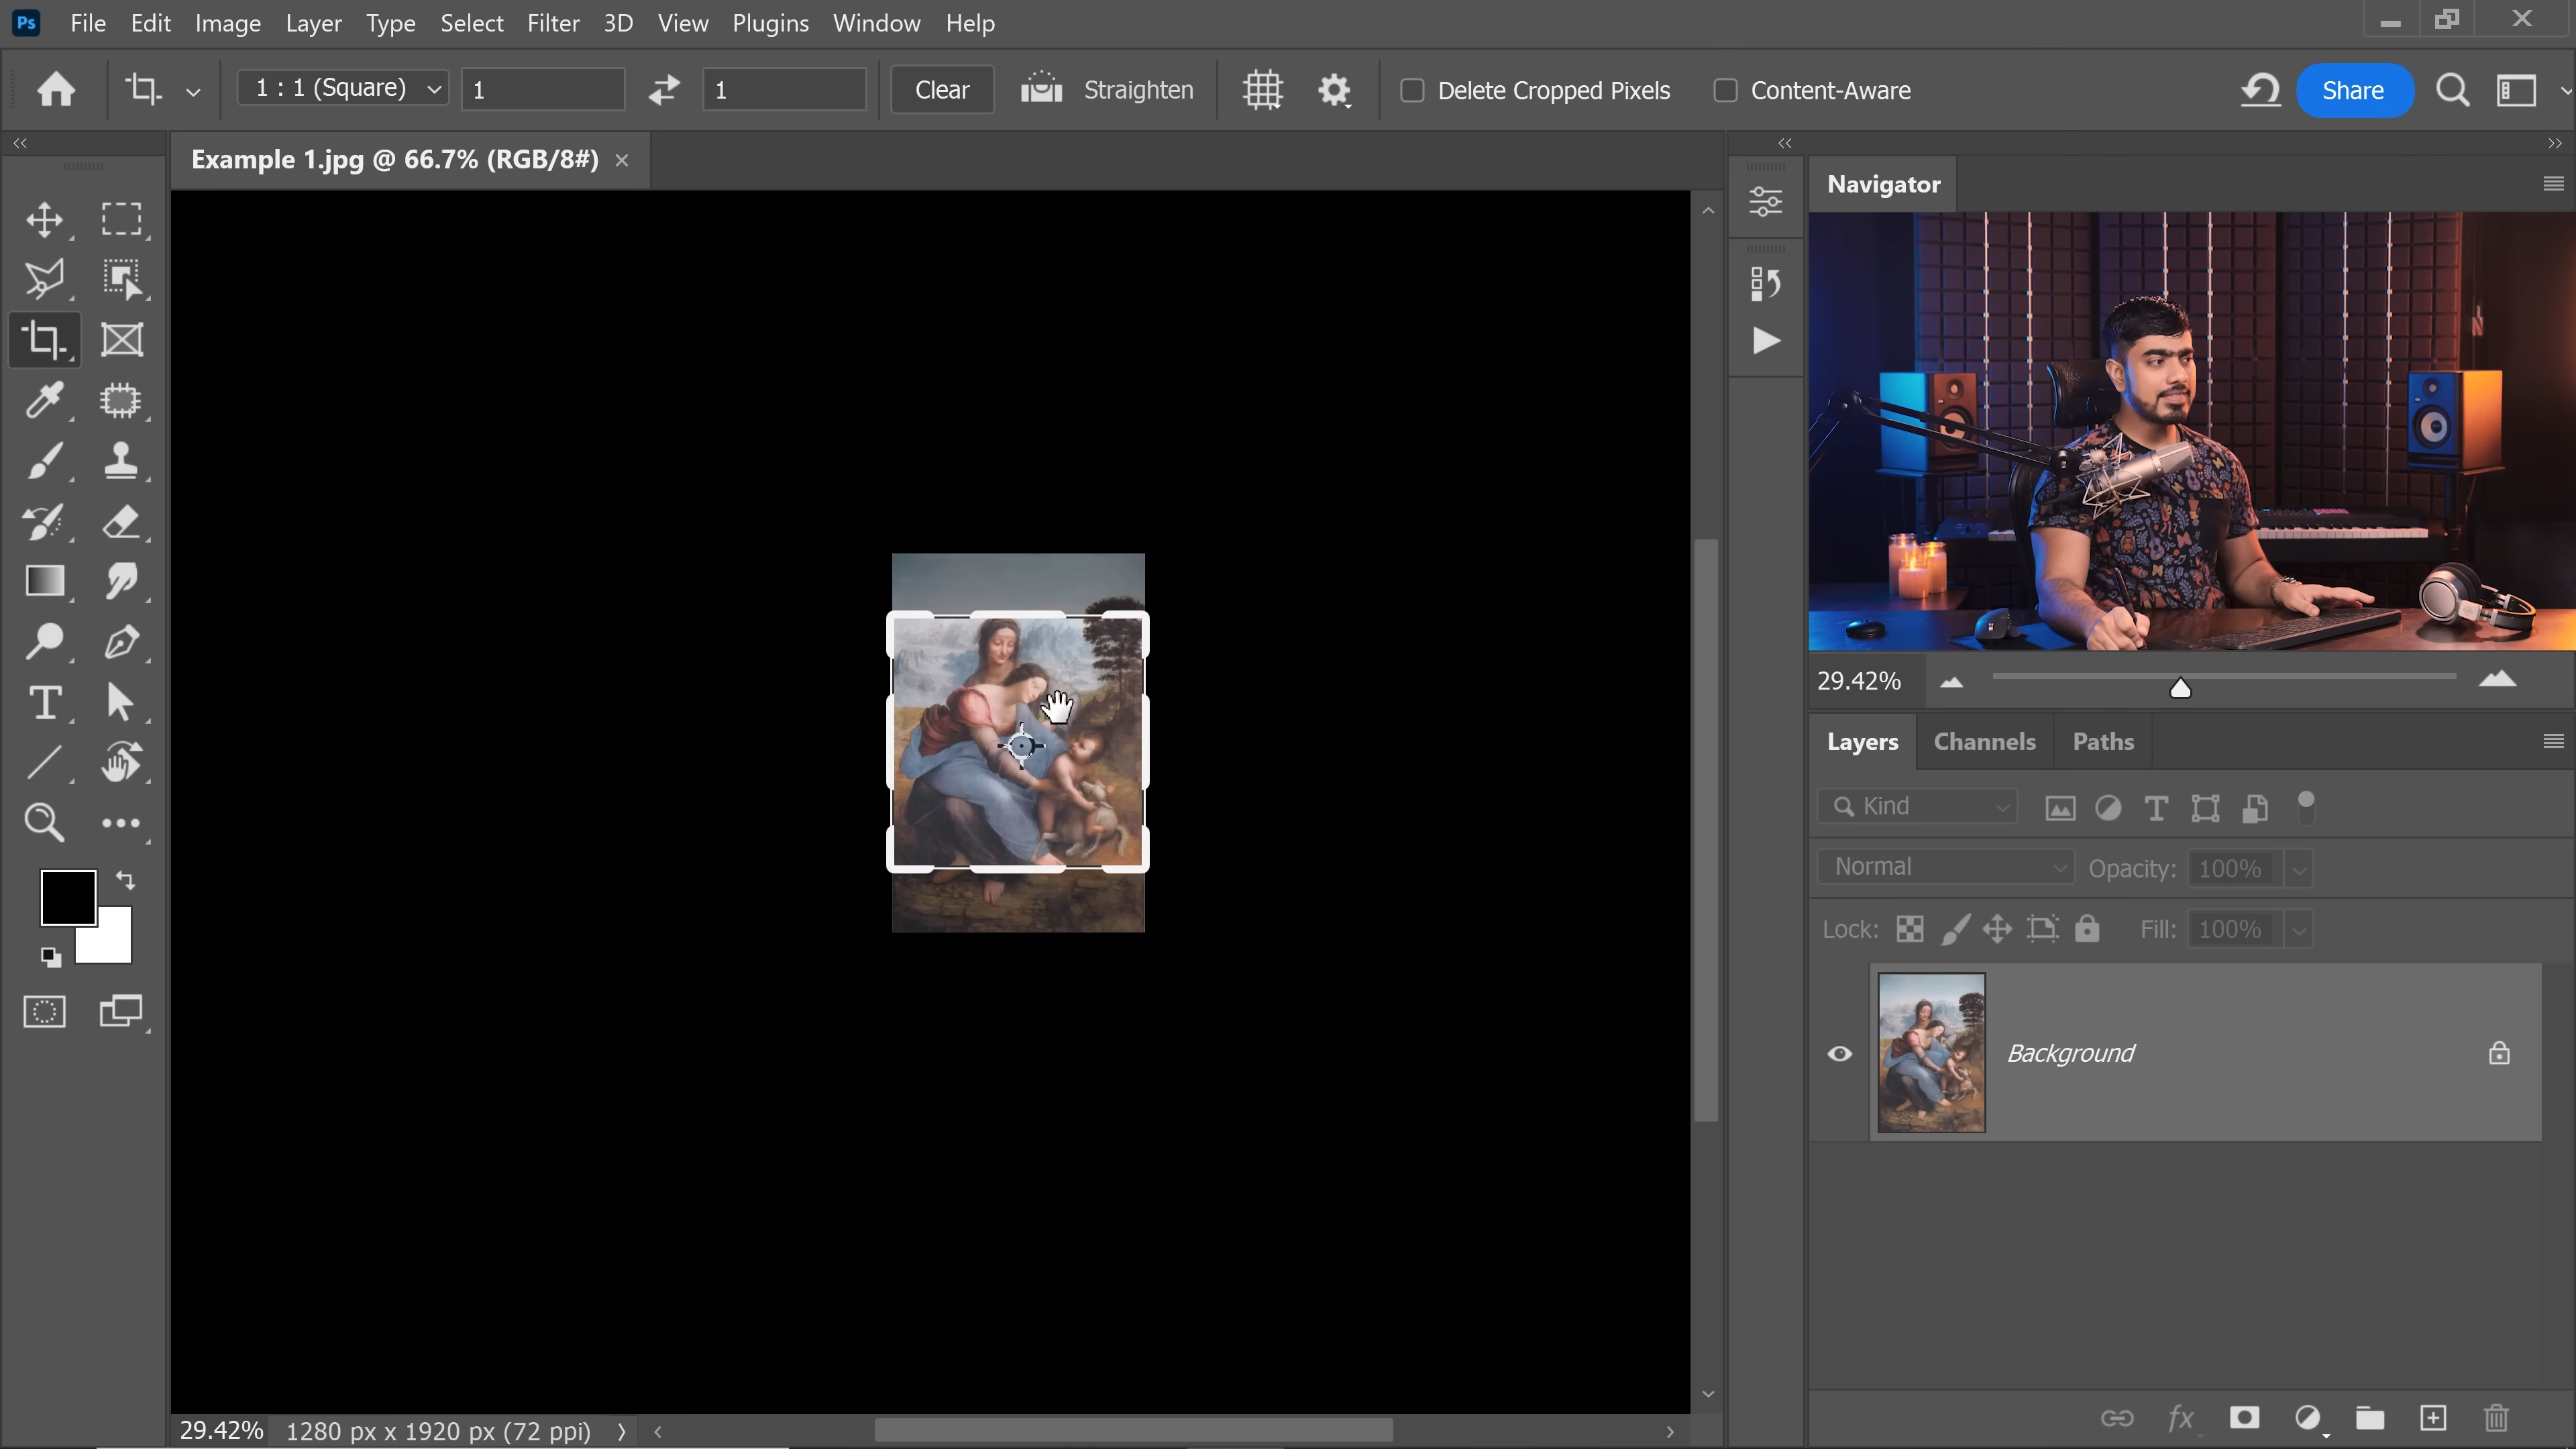 Ps File Edit Image Layer Type Select Filter 3D View Plugins Window Help
1 : 1 (Square) 1 1 Clear Straighten Delete Cropped Pixels Content-Aware Share
Example 1.jpg @ 66.7% (RGB/8#)
Navigator
29.42%
Layers Channels Paths
Kind
Normal Opacity: 100%
Lock: Fill: 100%
Background
fx
29.42% 1280 px x 1920 px (72 ppi)